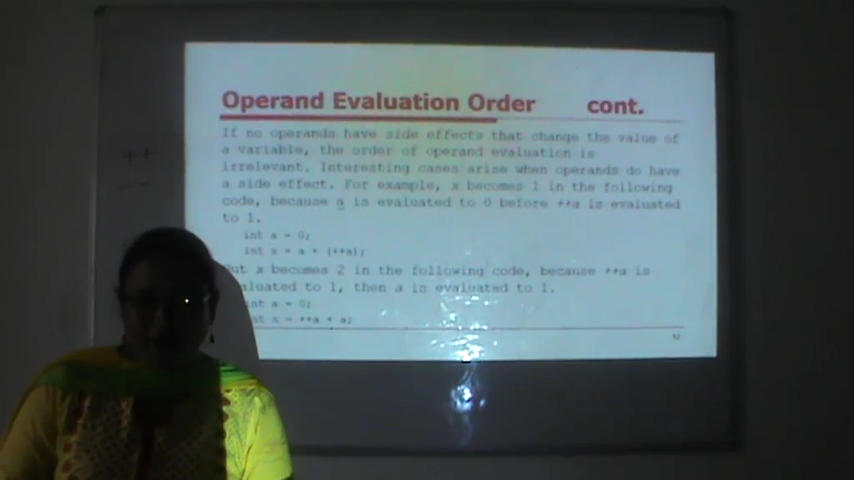 Operand Evaluation Order cont.
If no operands have side effects that change the value of
a variable, the order of operand evaluation is
irrelevant. Interesting cases arise when operands do have
a side effect. For example, x becomes 1 in the following
code, because a is evaluated to 0 before ++a is evaluated
to 1.
int a = 0;
int x = a + (++a);
But x becomes 2 in the following code, because ++a is
evaluated to 1, then a is evaluated to 1.
int a = 0;
int x = ++a + a;
++
--